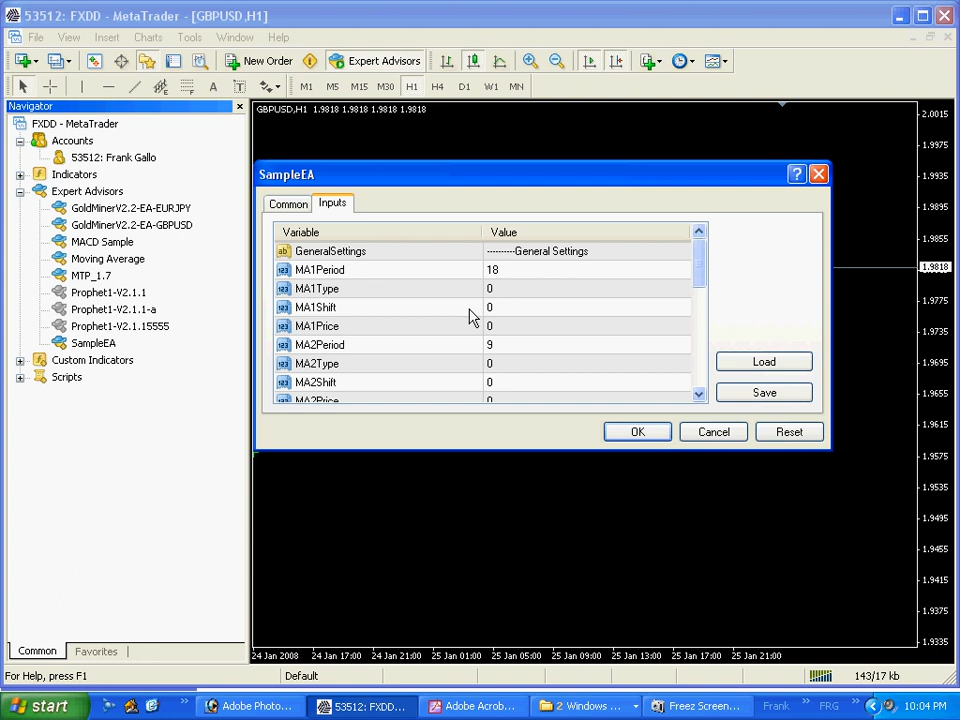 53512: FXDD - MetaTrader - [GBPUSD,H1]
File View Insert Charts Tools Window Help
New Order Expert Advisors
A T M1 M5 M15 M30 H1 H4 D1 W1 MN
Navigator
FXDD - MetaTrader
Accounts
53512: Frank Gallo
Indicators
Expert Advisors
GoldMinerV2.2-EA-EURJPY
GoldMinerV2.2-EA-GBPUSD
MACD Sample
Moving Average
MTP_1.7
Prophet1-V2.1.1
Prophet1-V2.1.1-a
Prophet1-V2.1.15555
SampleEA
Custom Indicators
Scripts
Common Favorites
GBPUSD,H1 1.9818 1.9818 1.9818 1.9818
SampleEA
Common Inputs
Variable Value
GeneralSettings ----------General Settings
MA1Period 18
MA1Type 0
MA1Shift 0
MA1Price 0
MA2Period 9
MA2Type 0
MA2Shift 0
MA2Price 0
Load
Save
OK Cancel Reset
2.0015
1.9975
1.9935
1.9895
1.9855
1.9818
1.9775
1.9735
1.9695
1.9655
1.9615
1.9575
1.9535
1.9495
1.9455
1.9415
1.9375
1.9335
24 Jan 2008 24 Jan 17:00 24 Jan 21:00 25 Jan 01:00 25 Jan 05:00 25 Jan 09:00 25 Jan 13:00 25 Jan 17:00 25 Jan 21:00
For Help, press F1 Default 143/17 kb
start Adobe Photo... 53512: FXDD... Adobe Acrob... 2 Windows ... Freez Screen... Frank FRG 10:04 PM